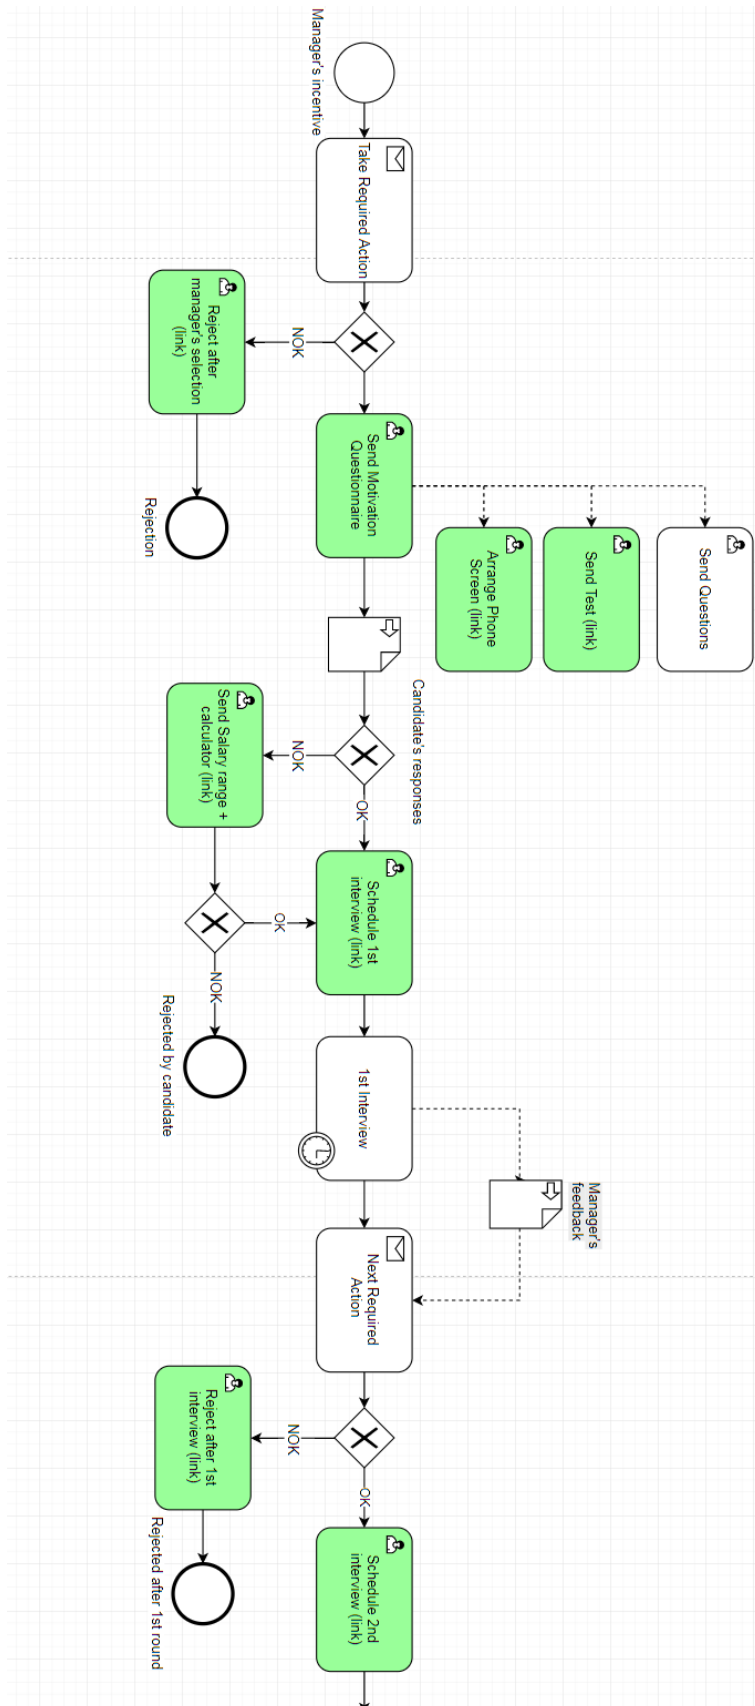 Manager's incentive
Take Required Action
NOK
Reject after
manager's selection
(link)
Rejection
Send Motivation
Questionnaire
Send Questions
Send Test (link)
Arrange Phone
Screen (link)
Candidate's responses
NOK
Send Salary range +
calculator (link)
OK
Schedule 1st
interview (link)
OK
NOK
Rejected by candidate
1st Interview
Manager's
feedback
Next Required
Action
NOK
Reject after 1st
interview (link)
Rejected after 1st round
OK
Schedule 2nd
interview (link)